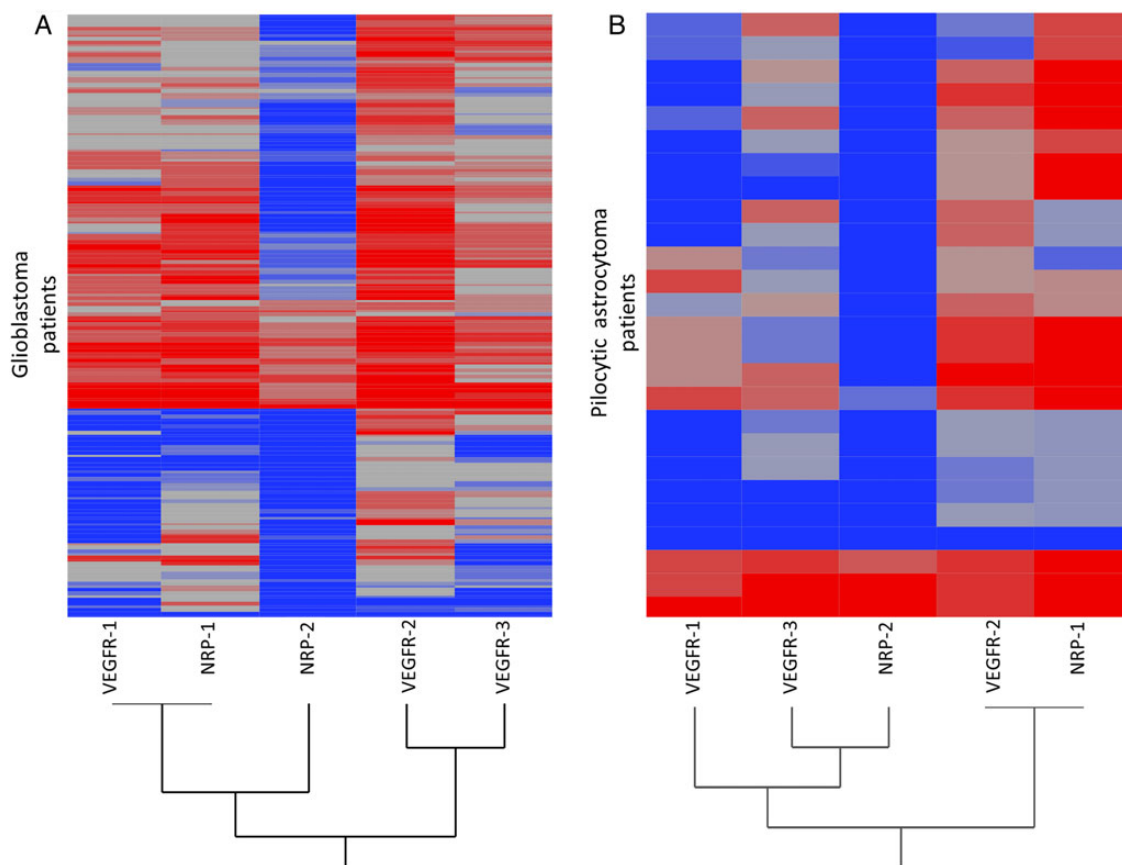 A
B
Glioblastoma
patients
Pilocytic astrocytoma
patients
VEGFR-1
NRP-1
NRP-2
VEGFR-2
VEGFR-3
VEGFR-1
VEGFR-3
NRP-2
VEGFR-2
NRP-1